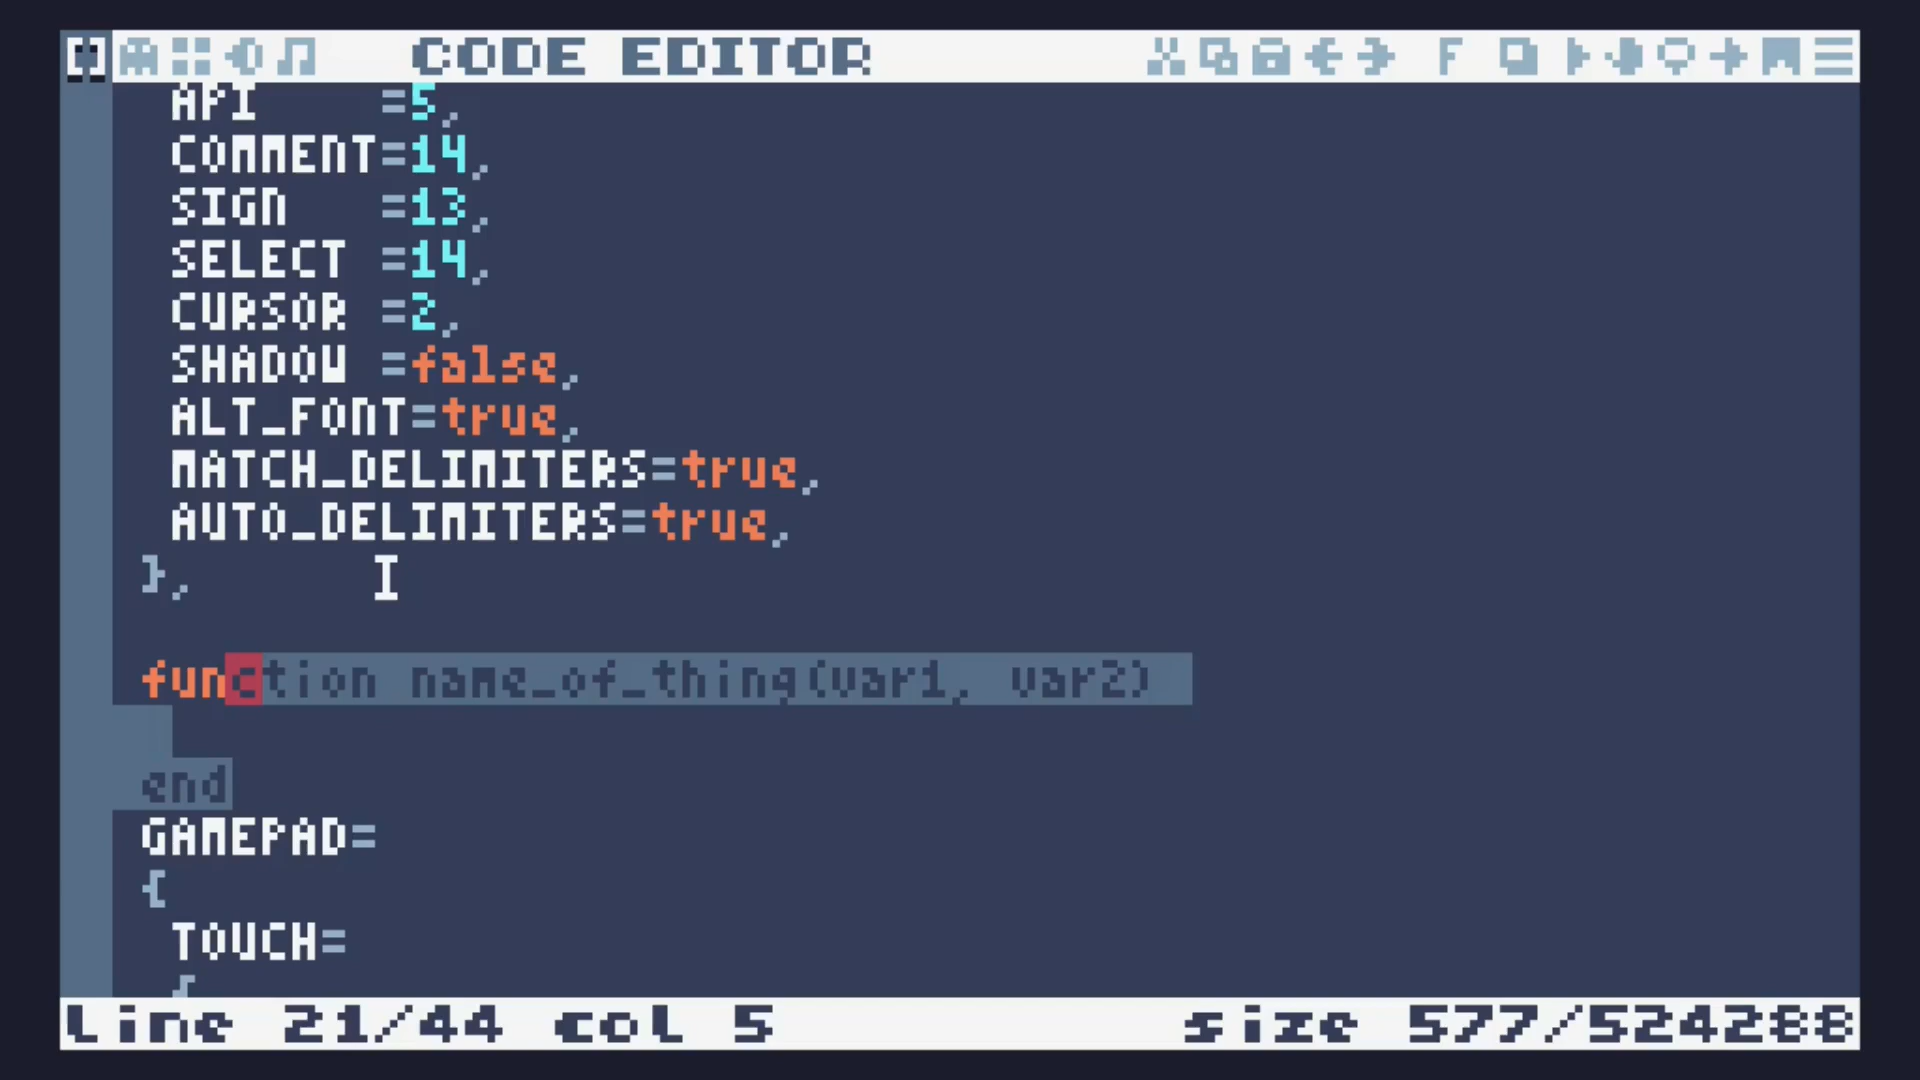 CODE EDITOR
F
API    =5,
COMMENT=14,
SIGN   =13,
SELECT =14,
CURSOR =2,
SHADOW =false,
ALT_FONT=true,
MATCH_DELIMITERS=true,
AUTO_DELIMITERS=true,
},
function name_of_thing(var1, var2)
end
GAMEPAD=
{
TOUCH=
{
line 21/44 col 5
size 577/524288